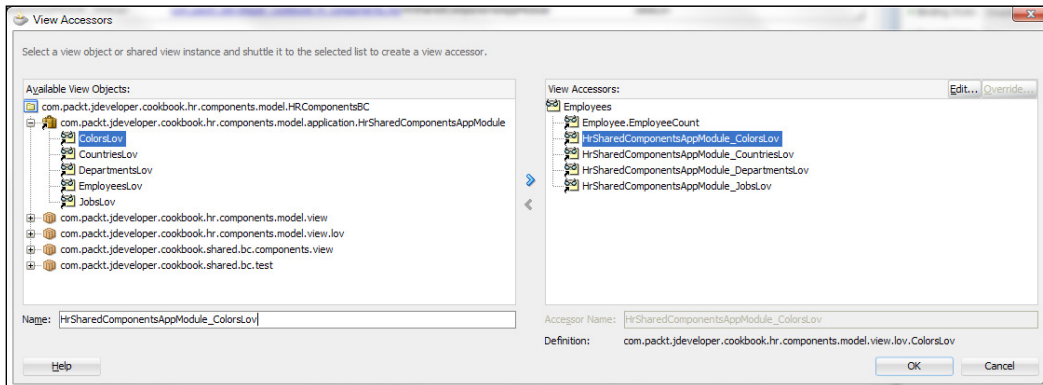 View Accessors
Select a view object or shared view instance and shuttle it to the selected list to create a view accessor.
Available View Objects:
com.packt.jdeveloper.cookbook.hr.components.model.HRComponentsBC
com.packt.jdeveloper.cookbook.hr.components.model.application.HrSharedComponentsAppModule
ColorsLov
CountriesLov
DepartmentsLov
EmployeesLov
JobsLov
com.packt.jdeveloper.cookbook.hr.components.model.view
com.packt.jdeveloper.cookbook.hr.components.model.view.lov
com.packt.jdeveloper.cookbook.shared.bc.components.view
com.packt.jdeveloper.cookbook.shared.bc.test
Name: HrSharedComponentsAppModule_ColorsLov
View Accessors: Edit... Override...
Employees
Employee.EmployeeCount
HrSharedComponentsAppModule_ColorsLov
HrSharedComponentsAppModule_CountriesLov
HrSharedComponentsAppModule_DepartmentsLov
HrSharedComponentsAppModule_JobsLov
Accessor Name: HrSharedComponentsAppModule_ColorsLov
Definition: com.packt.jdeveloper.cookbook.hr.components.model.view.lov.ColorsLov
Help OK Cancel